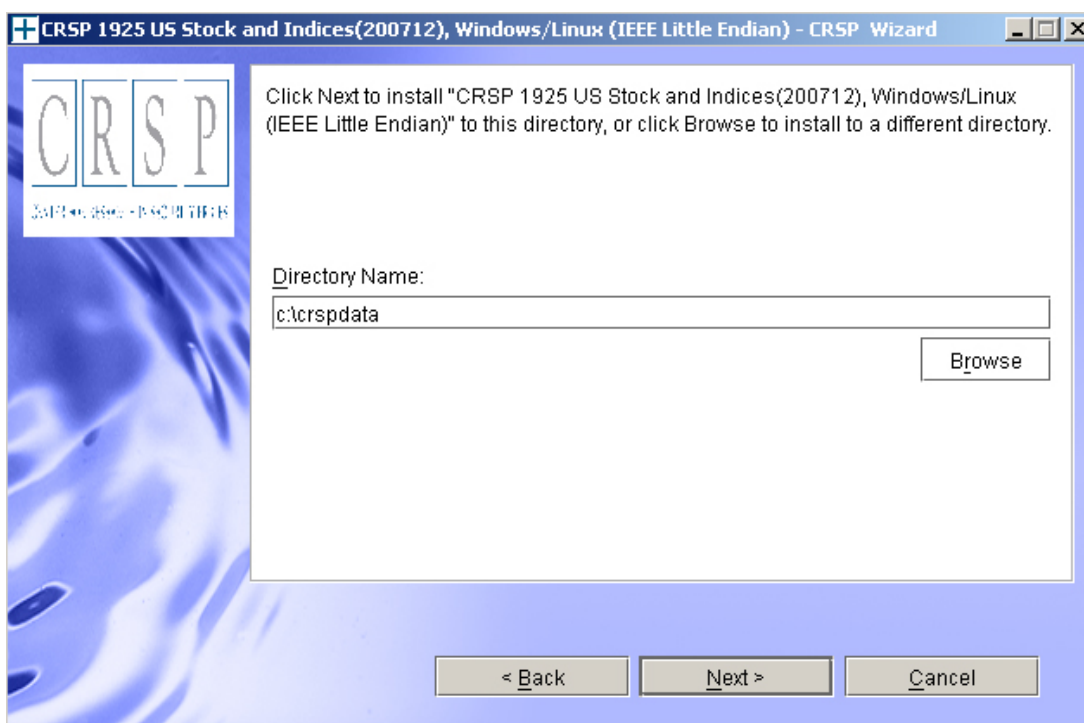 CRSP 1925 US Stock and Indices(200712), Windows/Linux (IEEE Little Endian) - CRSP Wizard
CRSP
Click Next to install "CRSP 1925 US Stock and Indices(200712), Windows/Linux
(IEEE Little Endian)" to this directory, or click Browse to install to a different directory.
Directory Name:
c:\crspdata
Browse
< Back
Next >
Cancel